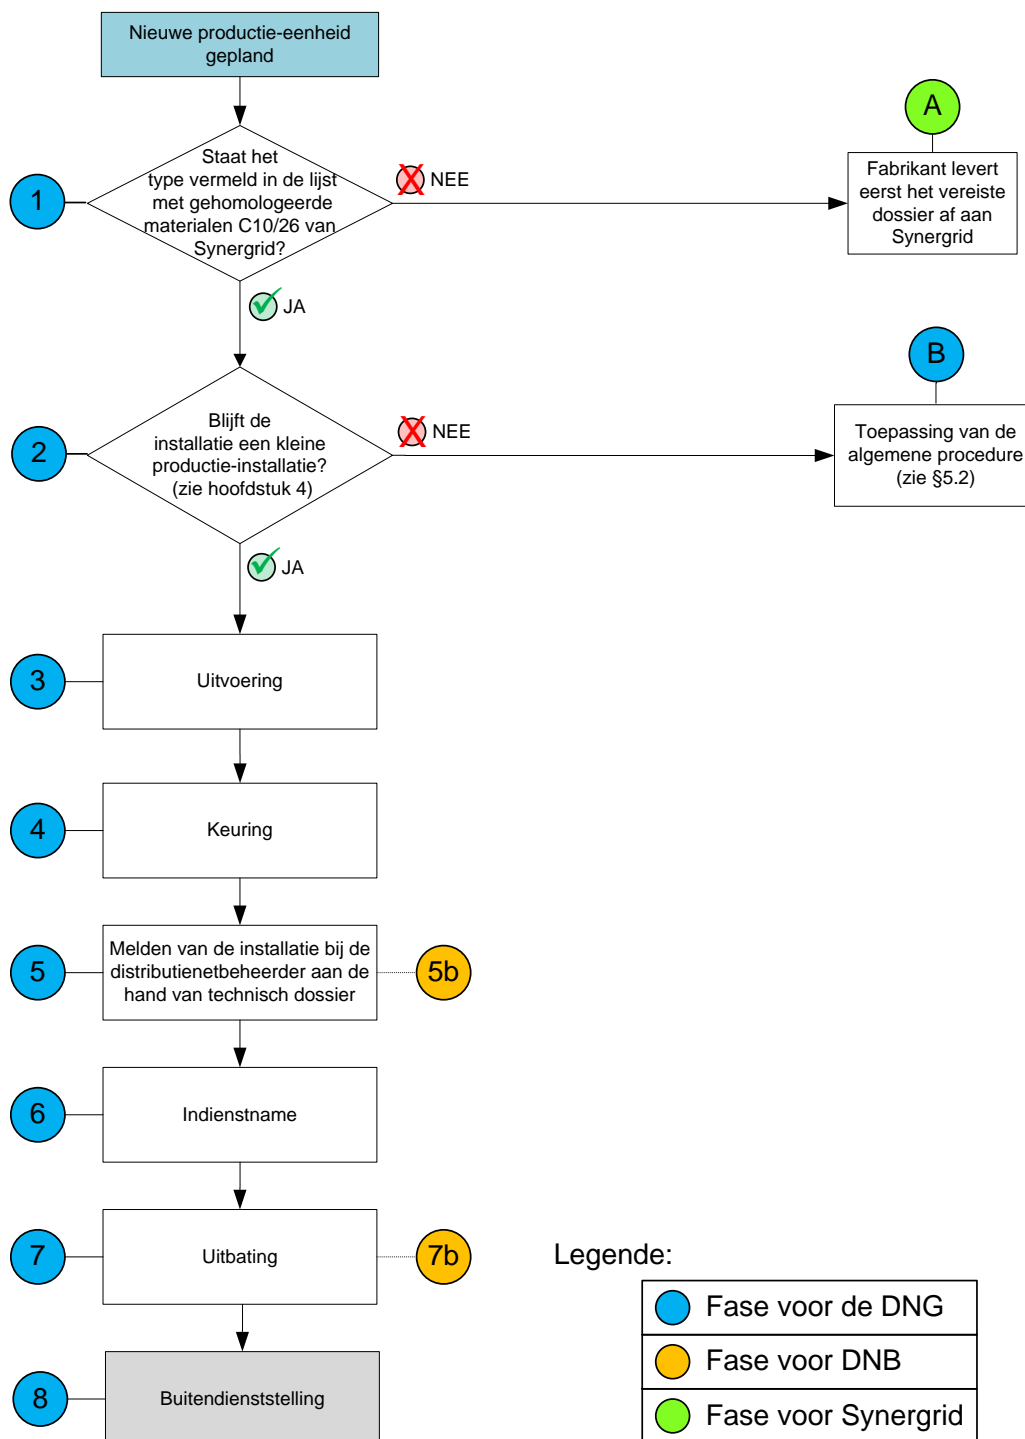 Nieuwe productie-eenheid
gepland
A
Staat het
type vermeld in de lijst
met gehomologeerde
materialen C10/26 van
Synergrid?
1
X NEE
Fabrikant levert
eerst het vereiste
dossier af aan
Synergrid
JA
B
Blijft de
installatie een kleine
productie-installatie?
(zie hoofdstuk 4)
2
X NEE
Toepassing van de
algemene procedure
(zie §5.2)
JA
3
Uitvoering
4
Keuring
5
Melden van de installatie bij de
distributienetbeheerder aan de
hand van technisch dossier
5b
6
Indienstname
7
Uitbating
7b
8
Buitendienststelling
Legende:
Fase voor de DNG
Fase voor DNB
Fase voor Synergrid